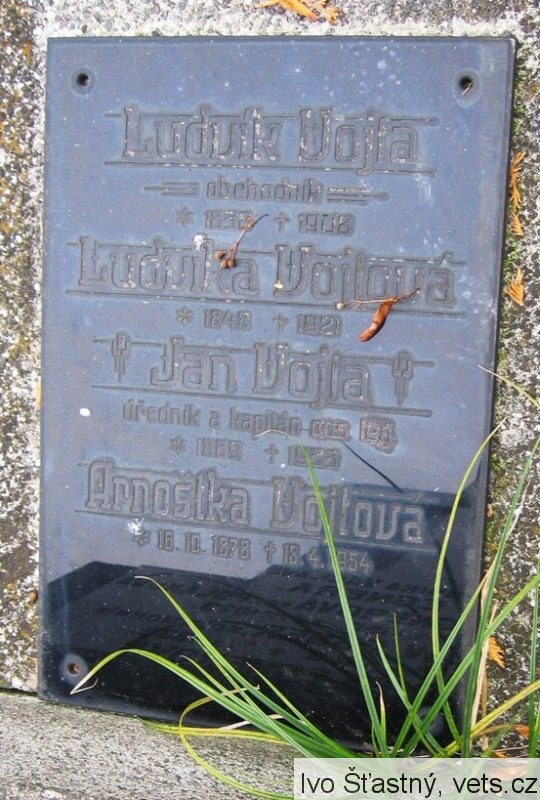 Ludvík Vojta
obchodník
* ✝ 1908
Ludvika Vojtová
* 1848 ✝ 1921
Jan Vojta
úředník a kapitán
* 1869 ✝
Arnoštka Vojtová
* 16. 10. 1878 ✝ 18. 4. 1954
Ivo Šťastný, vets.cz